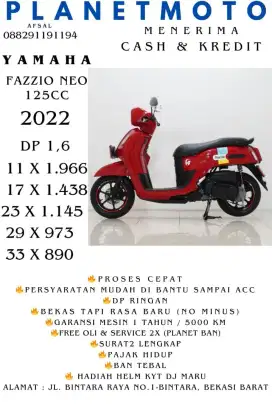 PLANETMOTO
AFSAL
088291191194
MENERIMA
CASH & KREDIT
YAMAHA
FAZZIO NEO
125CC
2022
DP 1,6
11 X 1.966
17 X 1.438
23 X 1.145
29 X 973
33 X 890
🔥PROSES CEPAT
🔥PERSYARATAN MUDAH DI BANTU SAMPAI ACC
🔥DP RINGAN
🔥BEKAS TAPI RASA BARU (NO MINUS)
🔥GARANSI MESIN 1 TAHUN / 5000 KM
🔥FREE OLI & SERVICE 2X (PLANET BAN)
🔥SURAT2 LENGKAP
🔥PAJAK HIDUP
🔥BAN TEBAL
🔥 HADIAH HELM KYT DJ MARU
ALAMAT : JL. BINTARA RAYA NO.1-BINTARA, BEKASI BARAT